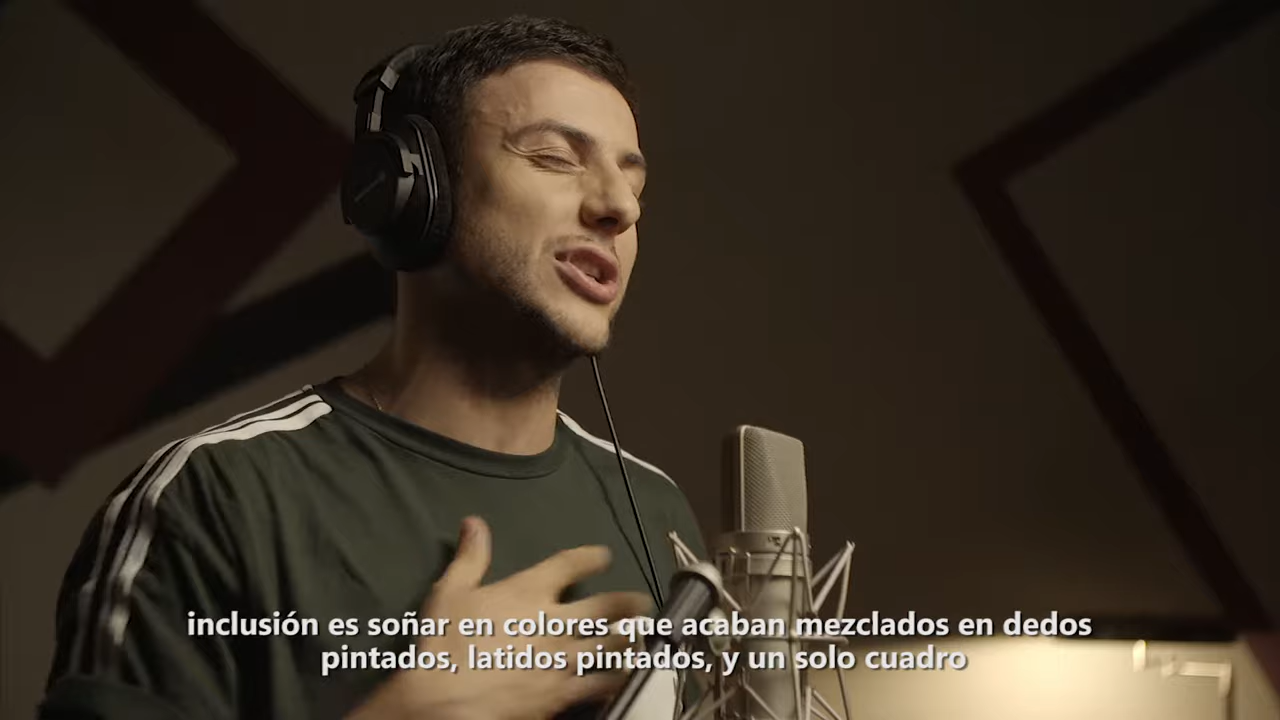 inclusión es soñar en colores que acaban mezclados en dedos
pintados, latidos pintados, y un solo cuadro